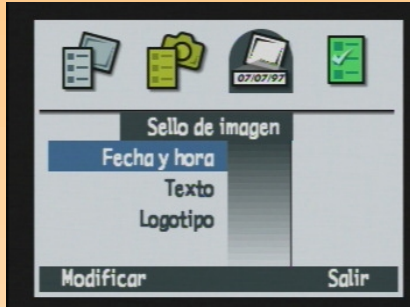 07/07/97
Sello de imagen
Fecha y hora
Texto
Logotipo
Modificar
Salir